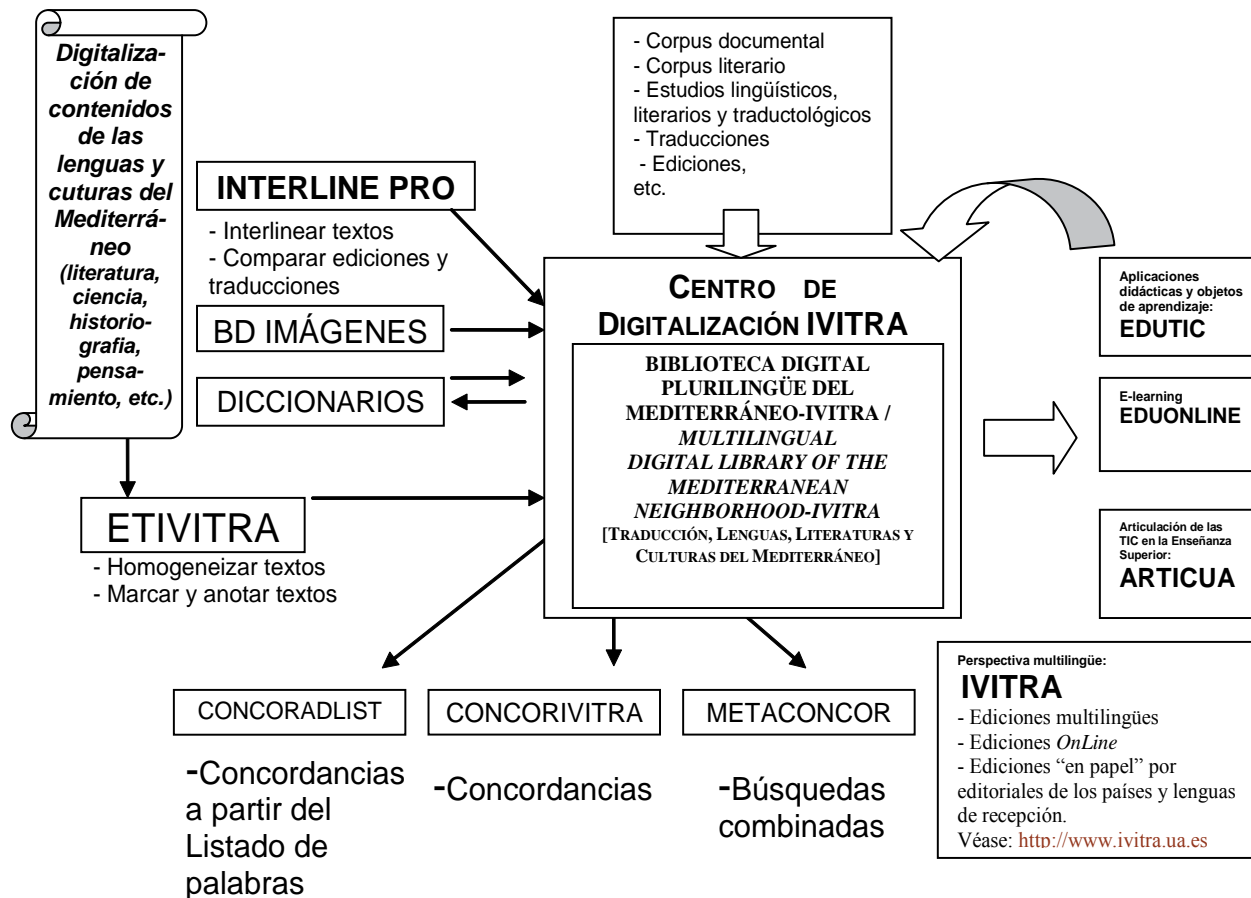 Digitaliza-
ción de
contenidos
de las
lenguas y
cuturas del
Mediterrá-
neo
(literatura,
ciencia,
historio-
grafia,
pensa-
miento, etc.)
- Corpus documental
- Corpus literario
- Estudios lingüísticos,
literarios y traductológicos
- Traducciones
- Ediciones,
etc.
INTERLINE PRO
- Interlinear textos
- Comparar ediciones y
traducciones
BD IMÁGENES
DICCIONARIOS
ETIVITRA
- Homogeneizar textos
- Marcar y anotar textos
CENTRO DE
DIGITALIZACIÓN IVITRA
BIBLIOTECA DIGITAL
PLURILINGÜE DEL
MEDITERRÁNEO-IVITRA /
MULTILINGUAL
DIGITAL LIBRARY OF THE
MEDITERRANEAN
NEIGHBORHOOD-IVITRA
[TRADUCCIÓN, LENGUAS, LITERATURAS Y
CULTURAS DEL MEDITERRÁNEO]
Aplicaciones
didácticas y objetos
de aprendizaje:
EDUTIC
E-learning
EDUONLINE
Articulación de las
TIC en la Enseñanza
Superior:
ARTICUA
CONCORADLIST
-Concordancias
a partir del
Listado de
palabras
CONCORIVITRA
-Concordancias
METACONCOR
-Búsquedas
combinadas
Perspectiva multilingüe:
IVITRA
- Ediciones multilingües
- Ediciones OnLine
- Ediciones “en papel” por
editoriales de los países y lenguas
de recepción.
Véase: http://www.ivitra.ua.es